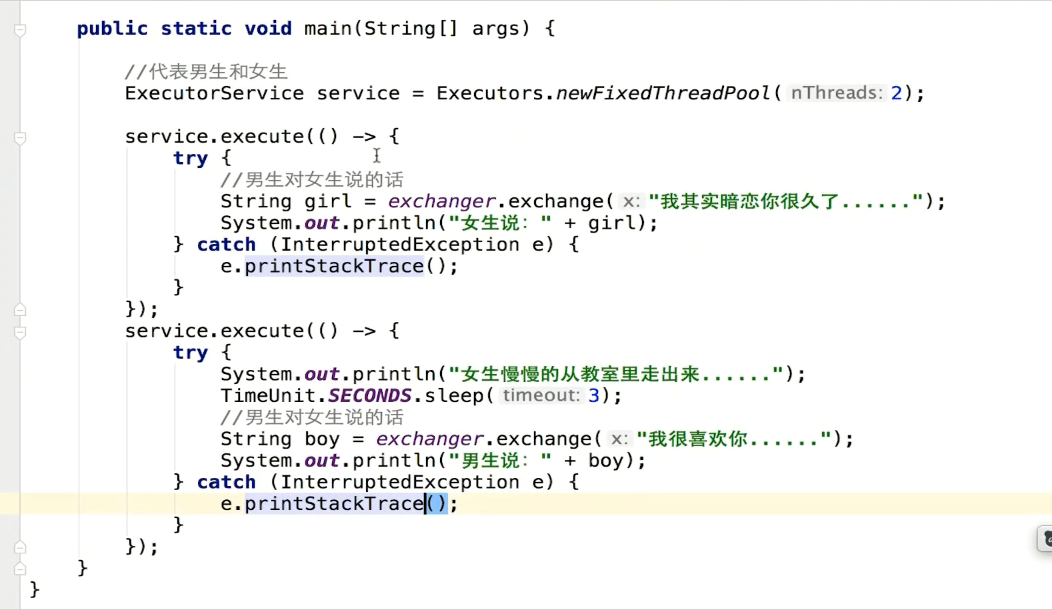 public static void main(String[] args) {
//代表男生和女生
ExecutorService service = Executors.newFixedThreadPool( nThreads: 2);
service.execute(() -> {
try {
//男生对女生说的话
String girl = exchanger.exchange( x: "我其实暗恋你很久了......");
System.out.println("女生说：" + girl);
} catch (InterruptedException e) {
e.printStackTrace();
}
});
service.execute(() -> {
try {
System.out.println("女生慢慢的从教室里走出来......");
TimeUnit.SECONDS.sleep( timeout: 3);
//男生对女生说的话
String boy = exchanger.exchange( x: "我很喜欢你......");
System.out.println("男生说：" + boy);
} catch (InterruptedException e) {
e.printStackTrace();
}
});
}
}